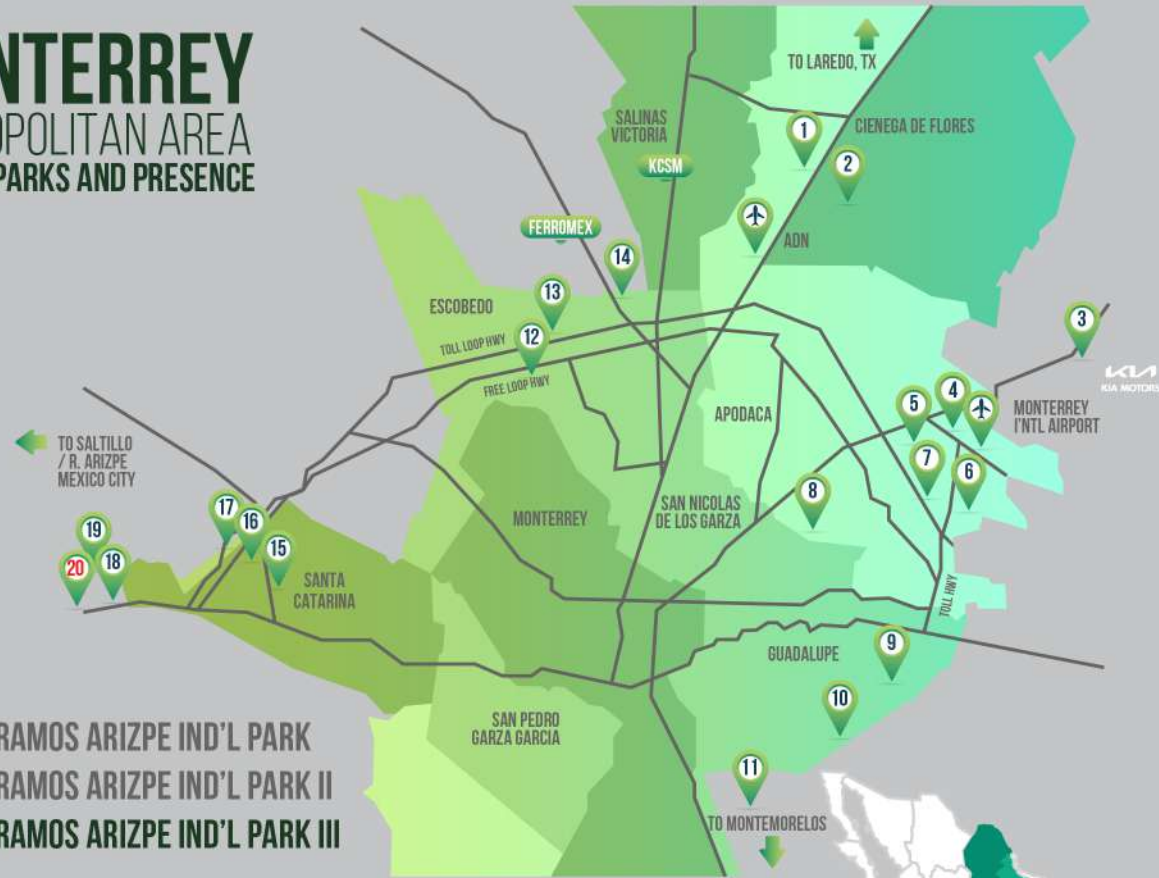 NTERREY
OPOLITAN AREA
PARKS AND PRESENCE
TO LAREDO, TX
SALINAS
VICTORIA
1
CIENEGA DE FLORES
2
KCSM
FERROMEX
ADN
14
13
ESCOBEDO
3
12
TOLL LOOP HWY
KIA
KIA MOTORS
FREE LOOP HWY
4
5
MONTERREY
I'NTL AIRPORT
APODACA
TO SALTILLO
/ R. ARIZPE
MEXICO CITY
7
6
8
17
16
MONTERREY
SAN NICOLAS
DE LOS GARZA
19
15
20
18
SANTA
CATARINA
TOLL HWY
GUADALUPE
9
10
SAN PEDRO
GARZA GARCIA
11
TO MONTEMORELOS
RAMOS ARIZPE IND'L PARK
RAMOS ARIZPE IND'L PARK II
RAMOS ARIZPE IND'L PARK III